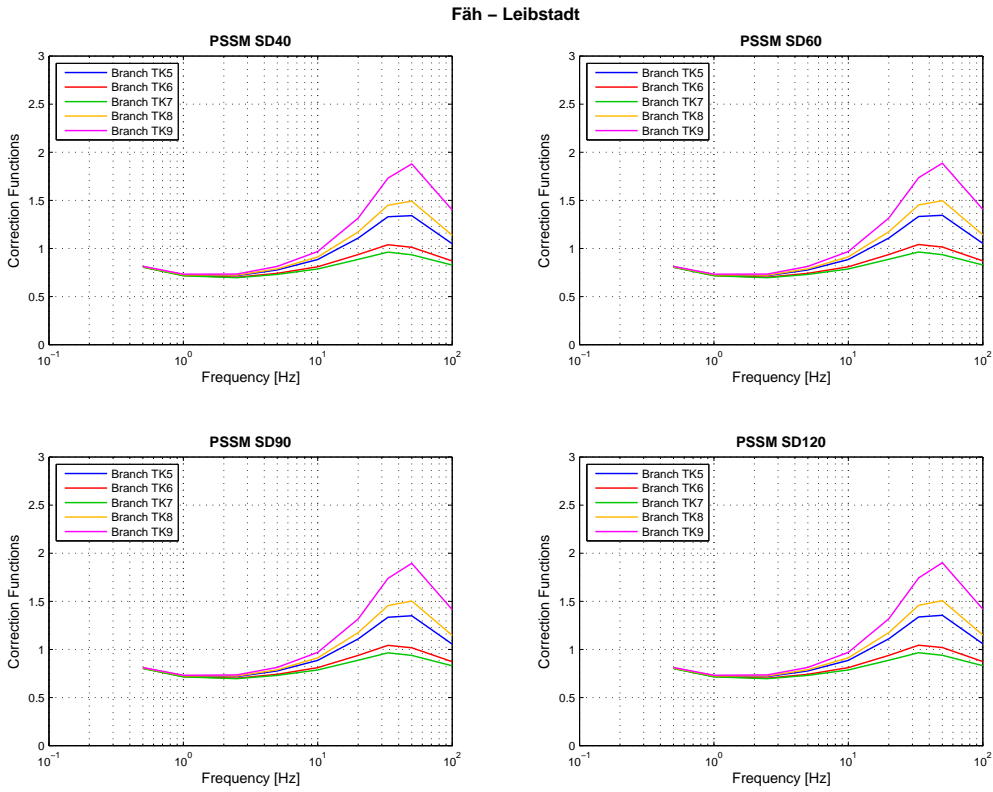 Fäh − Leibstadt
PSSM SD40
3
2.5
2
1.5
1
0.5
0
Correction Functions
Branch TK5
Branch TK6
Branch TK7
Branch TK8
Branch TK9
10−1
100
101
102
Frequency [Hz]
PSSM SD60
3
2.5
2
1.5
1
0.5
0
Correction Functions
Branch TK5
Branch TK6
Branch TK7
Branch TK8
Branch TK9
10−1
100
101
102
Frequency [Hz]
PSSM SD90
3
2.5
2
1.5
1
0.5
0
Correction Functions
Branch TK5
Branch TK6
Branch TK7
Branch TK8
Branch TK9
10−1
100
101
102
Frequency [Hz]
PSSM SD120
3
2.5
2
1.5
1
0.5
0
Correction Functions
Branch TK5
Branch TK6
Branch TK7
Branch TK8
Branch TK9
10−1
100
101
102
Frequency [Hz]